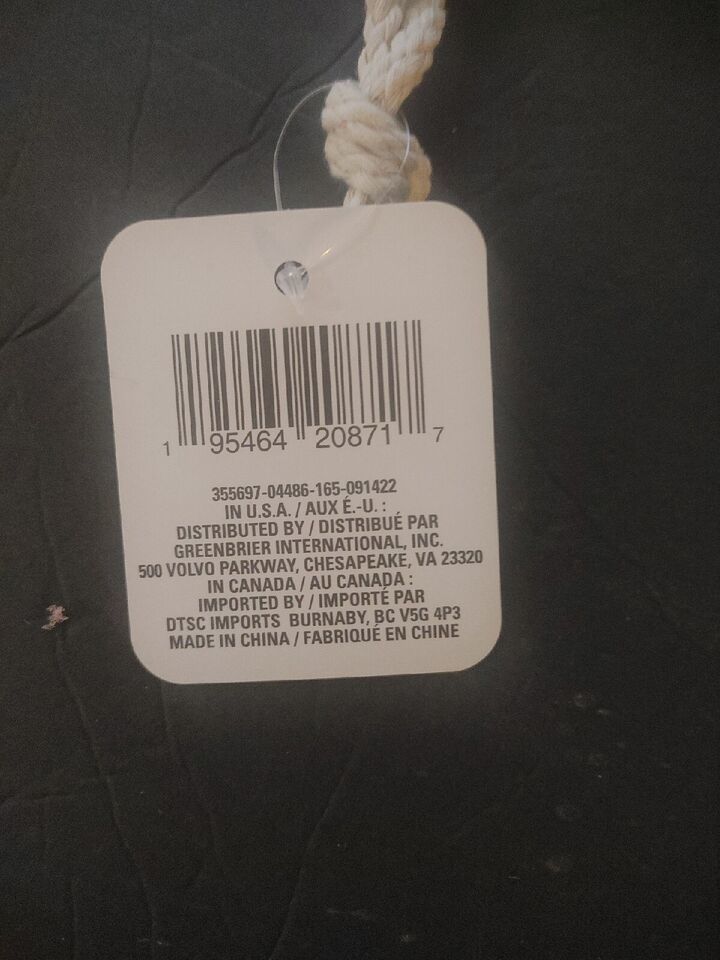 1 95464 20871 7
355697-04486-165-091422
IN U.S.A. / AUX É.-U. :
DISTRIBUTED BY / DISTRIBUÉ PAR
GREENBRIER INTERNATIONAL, INC.
500 VOLVO PARKWAY, CHESAPEAKE, VA 23320
IN CANADA / AU CANADA :
IMPORTED BY / IMPORTÉ PAR
DTSC IMPORTS BURNABY, BC V5G 4P3
MADE IN CHINA / FABRIQUÉ EN CHINE